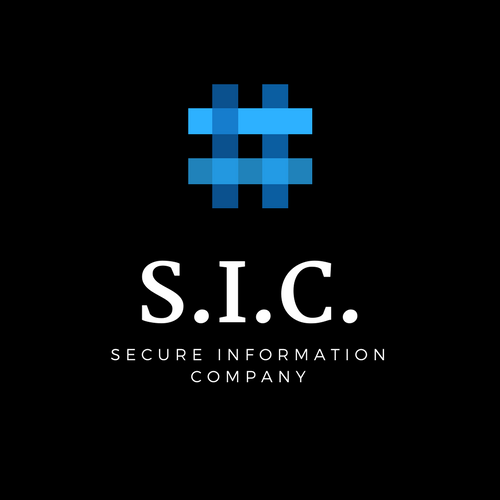 S.I.C.
SECURE INFORMATION
COMPANY